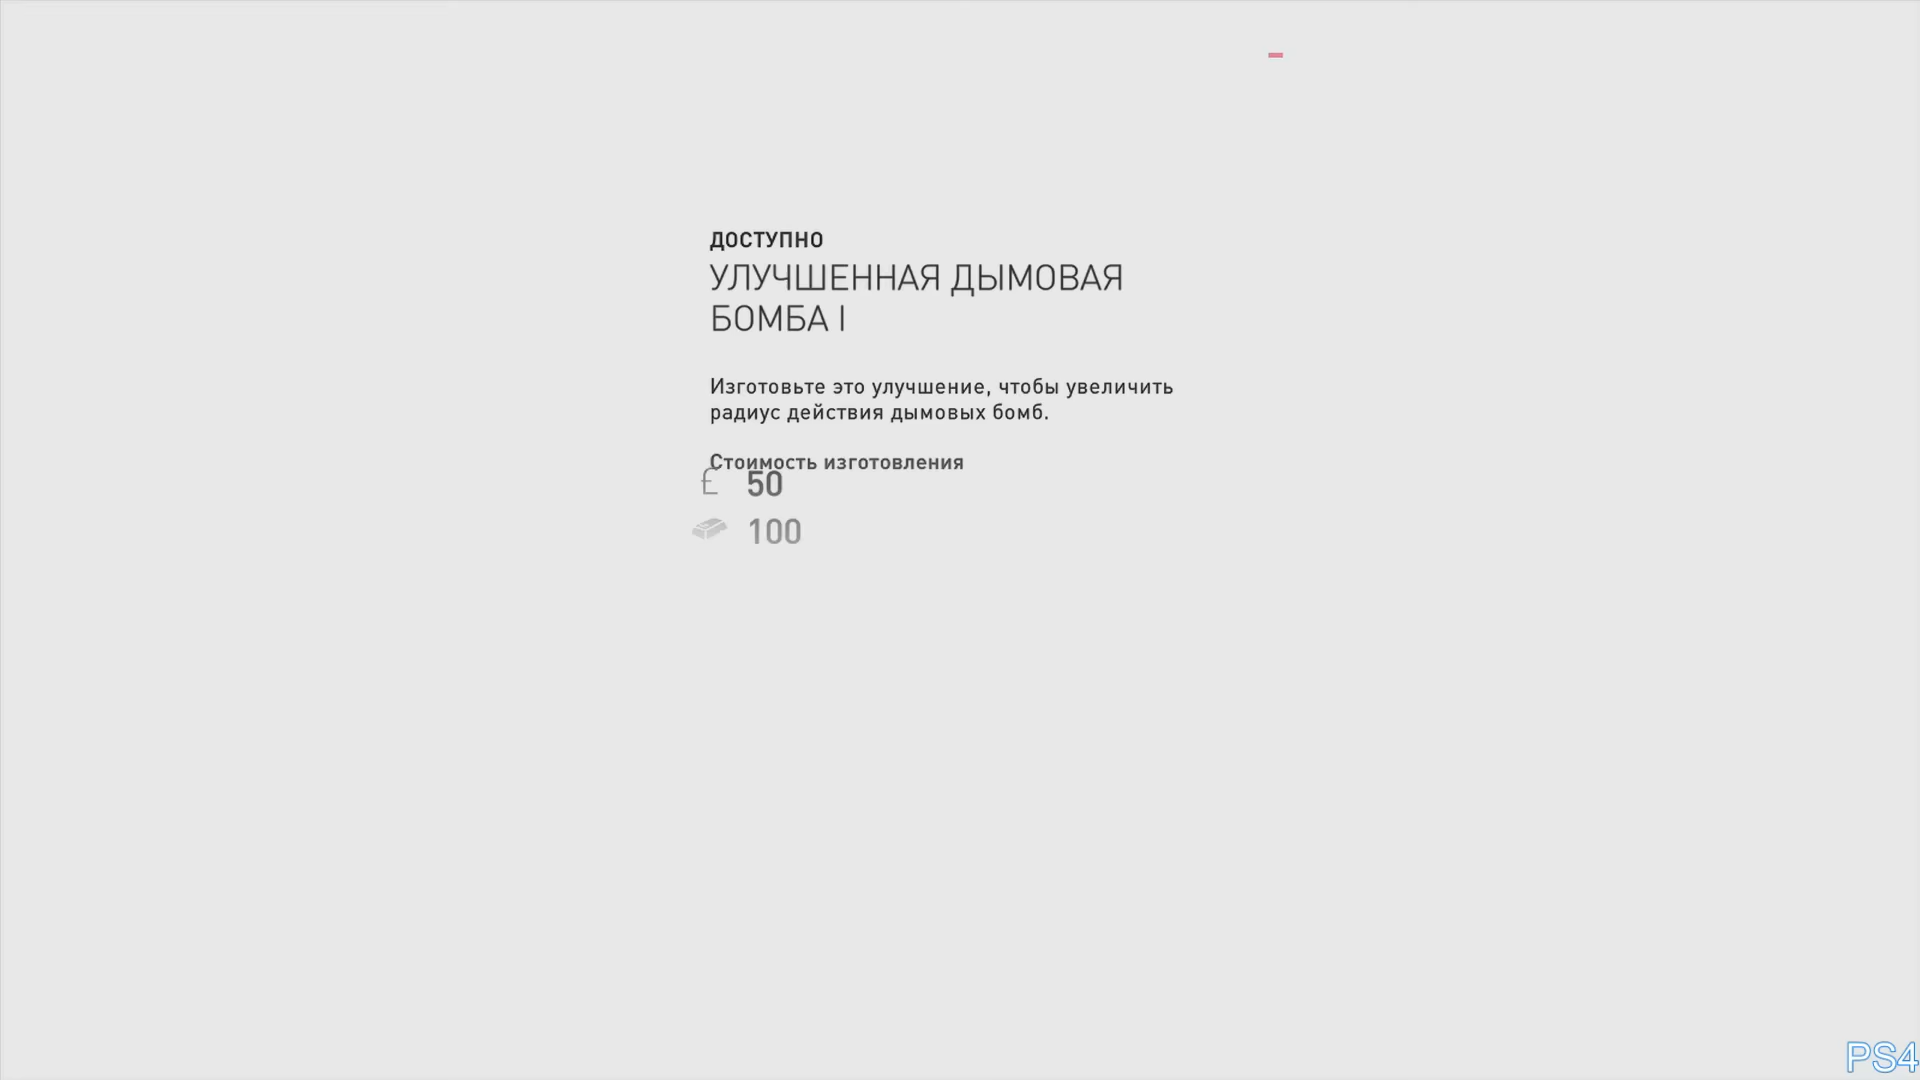 ДОСТУПНО
УЛУЧШЕННАЯ ДЫМОВАЯ
БОМБА I
Изготовьте это улучшение, чтобы увеличить
радиус действия дымовых бомб.
Стоимость изготовления
£ 50
100
PS4